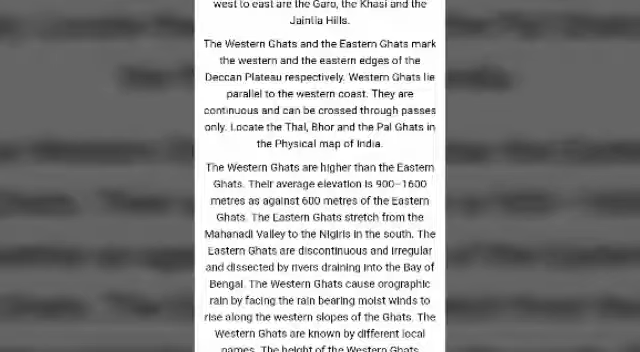 west to east are the Garo, the Khasi and the
Jaintia Hills.
The Western Ghats and the Eastern Ghats mark
the western and the eastern edges of the
Deccan Plateau respectively. Western Ghats lie
parallel to the western coast. They are
continuous and can be crossed through passes
only. Locate the Thal, Bhor and the Pal Ghats in
the Physical map of India.
The Western Ghats are higher than the Eastern
Ghats. Their average elevation is 900–1600
metres as against 600 metres of the Eastern
Ghats. The Eastern Ghats stretch from the
Mahanadi Valley to the Nigiris in the south. The
Eastern Ghats are discontinuous and irregular
and dissected by rivers draining into the Bay of
Bengal. The Western Ghats cause orographic
rain by facing the rain bearing moist winds to
rise along the western slopes of the Ghats. The
Western Ghats are known by different local
names. The height of the Western Ghats